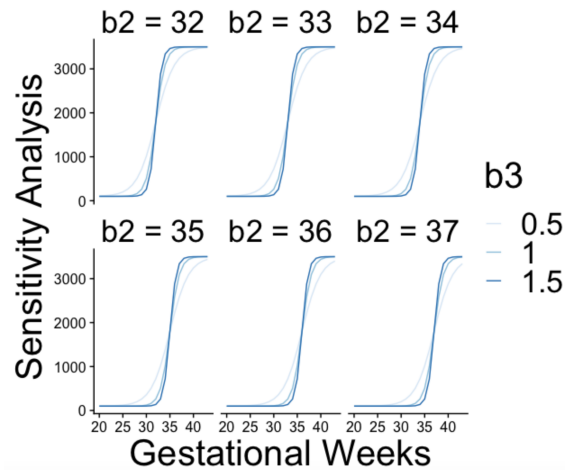 b2 = 32 b2 = 33 b2 = 34
3000
2000
1000
0
b2 = 35 b2 = 36 b2 = 37
3000
2000
1000
0
20 25 30 35 40 20 25 30 35 40 20 25 30 35 40
Gestational Weeks
Sensitivity Analysis
b3
0.5
1
1.5